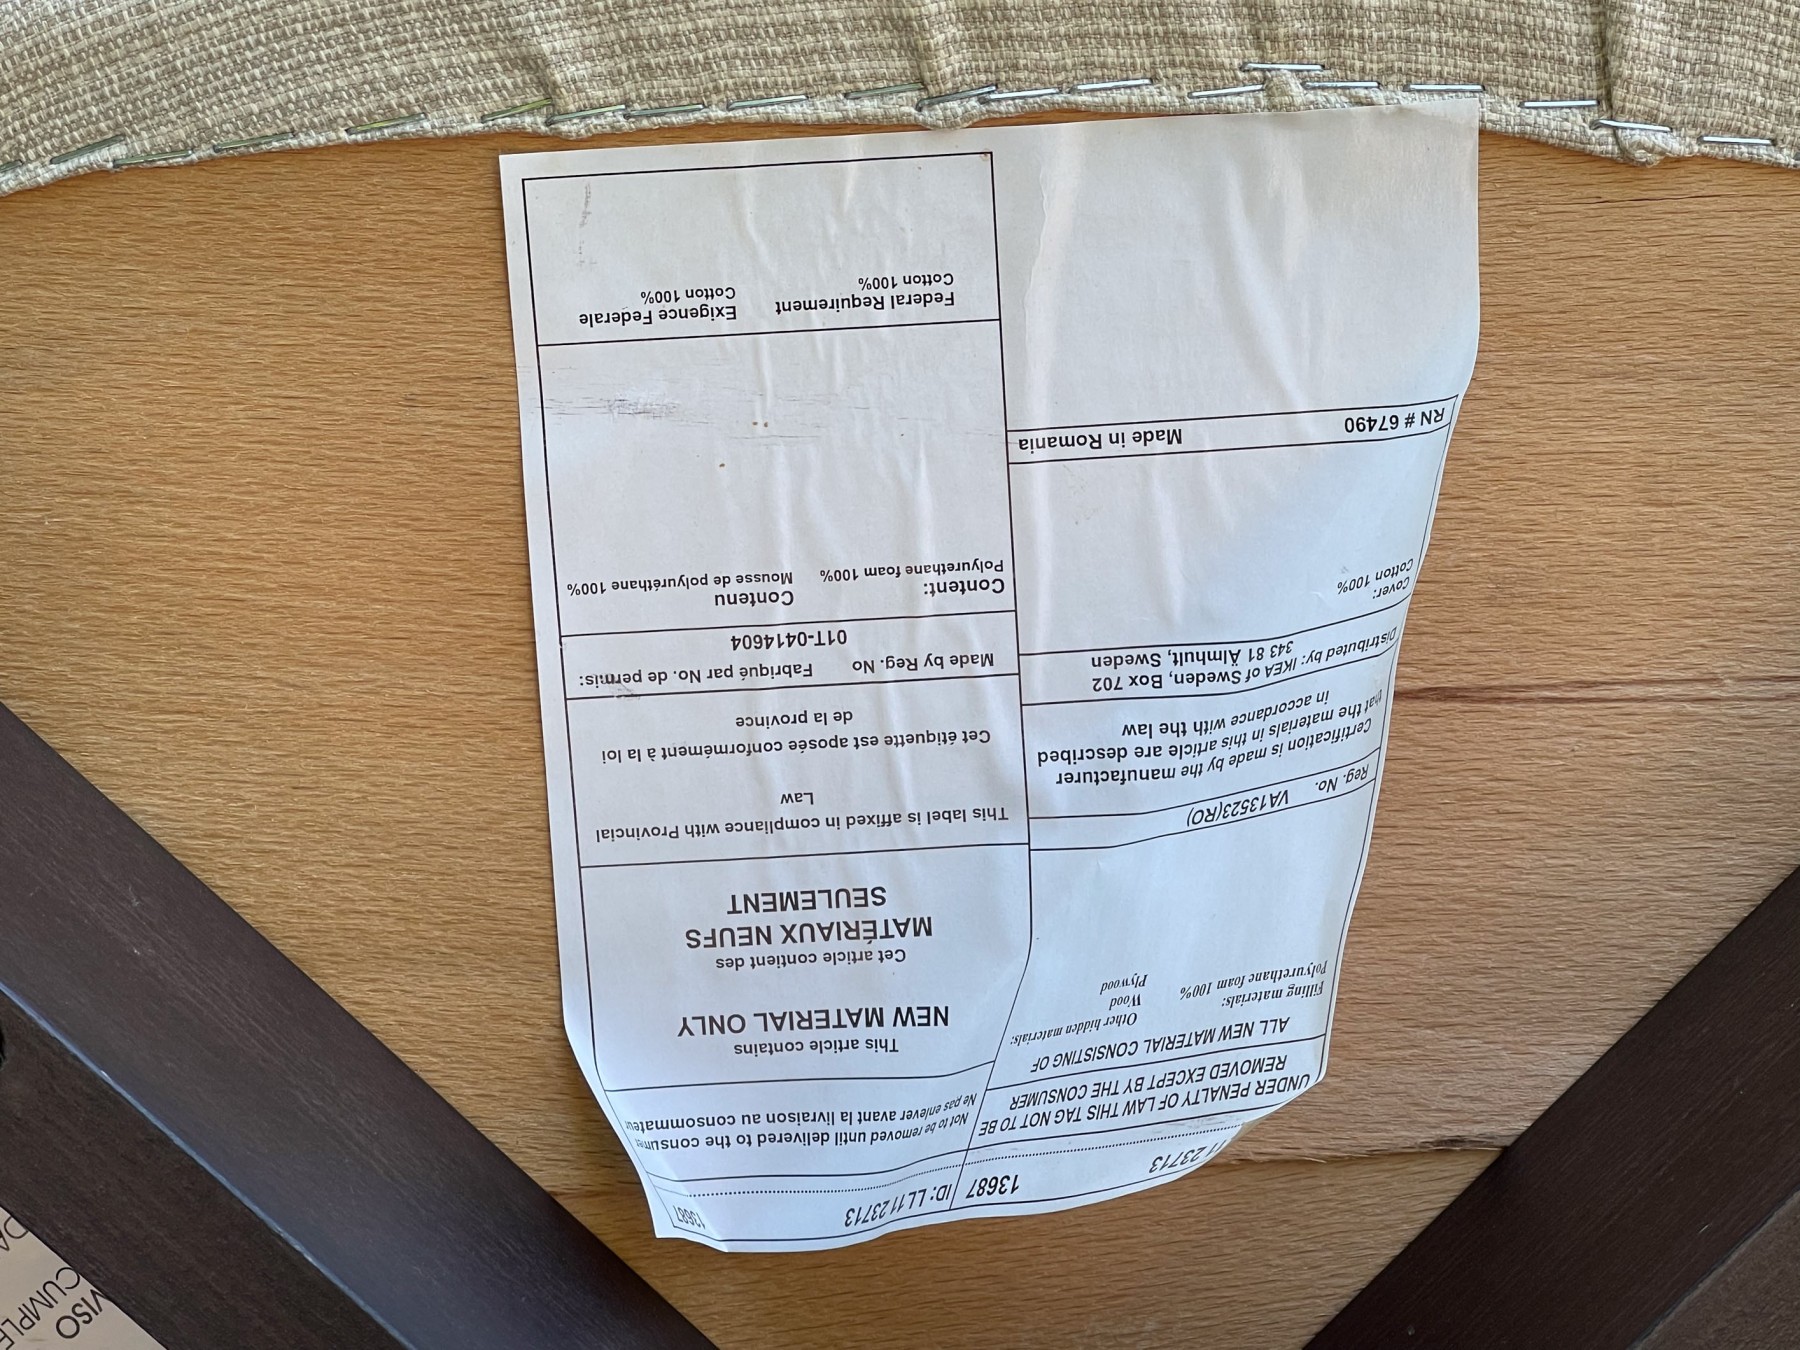 23713 13687
UNDER PENALTY OF LAW THIS TAG NOT TO BE
REMOVED EXCEPT BY THE CONSUMER
ALL NEW MATERIAL CONSISTING OF
Filling materials: Other hidden materials:
Polyurethane foam 100% Wood
Plywood
Reg. No. VA13523(RO)
Certification is made by the manufacturer
that the materials in this article are described
in accordance with the law
Distributed by: IKEA of Sweden, Box 702
343 81 Älmhult, Sweden
Cover:
Cotton 100%
RN # 67490 Made in Romania
ID: LL11 23713 13687
Not to be removed until delivered to the consumer
Ne pas enlever avant la livraison au consommateur
This article contains
NEW MATERIAL ONLY
Cet article contient des
MATÉRIAUX NEUFS
SEULEMENT
This label is affixed in compliance with Provincial
Law
Cet étiquette est aposée conformément à la loi
de la province
Made by Reg. No Fabriqué par No. de permis:
01T-0414604
Content: Contenu
Polyurethane foam 100% Mousse de polyuréthane 100%
Federal Requirement Exigence Federale
Cotton 100% Cotton 100%
VISO
CUMPLE